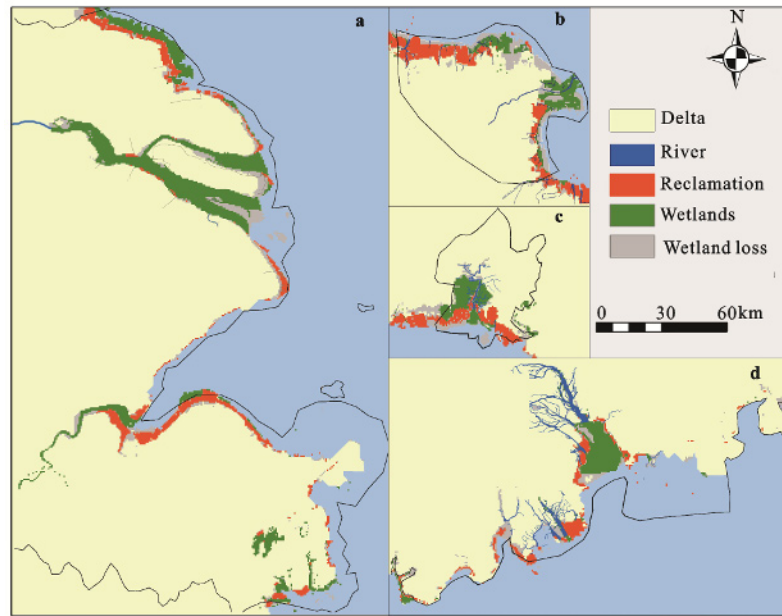 a
b
c
d
N
Delta
River
Reclamation
Wetlands
Wetland loss
0 30 60km